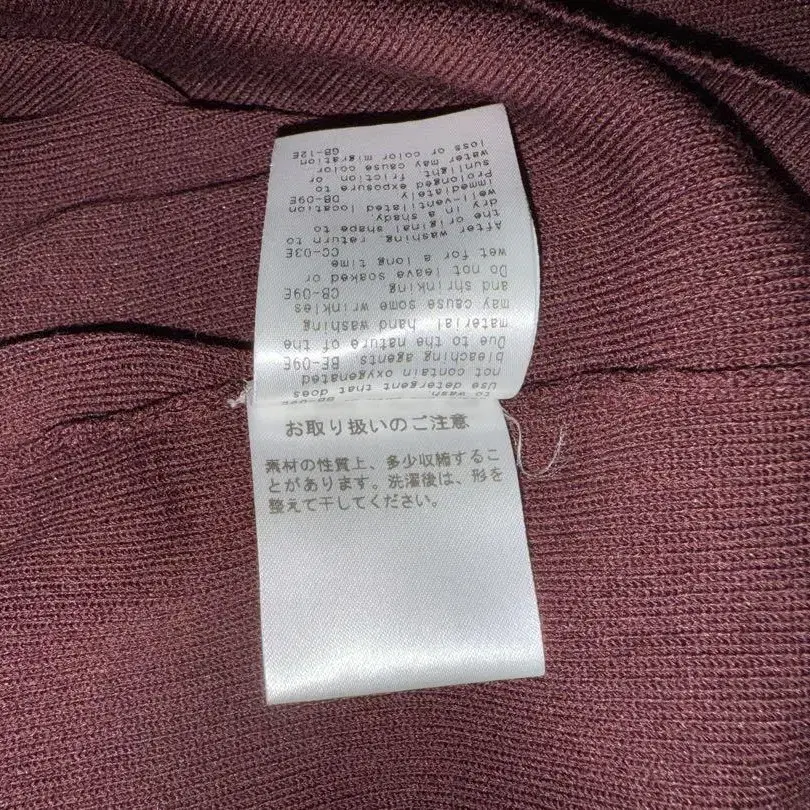 to wash.
Use detergent that does
not contain oxygenated
bleaching agents. BE-09E
Due to the nature of the
material hand washing
may cause some wrinkles
and shrinking CB-09E
Do not leava soaked or
wet for a long time CC-03E
After washing, return to
the original shape to
dry in a shady,
well-ventilated location
immediately DB-09E
Prolonged exposure to
sunlight, friction or
water may cause color
loss or color migration
GB-12E
お取り扱いのご注意
素材の性質上、多少収縮するこ
とがあります。洗濯後は、形を
整えて干してください。